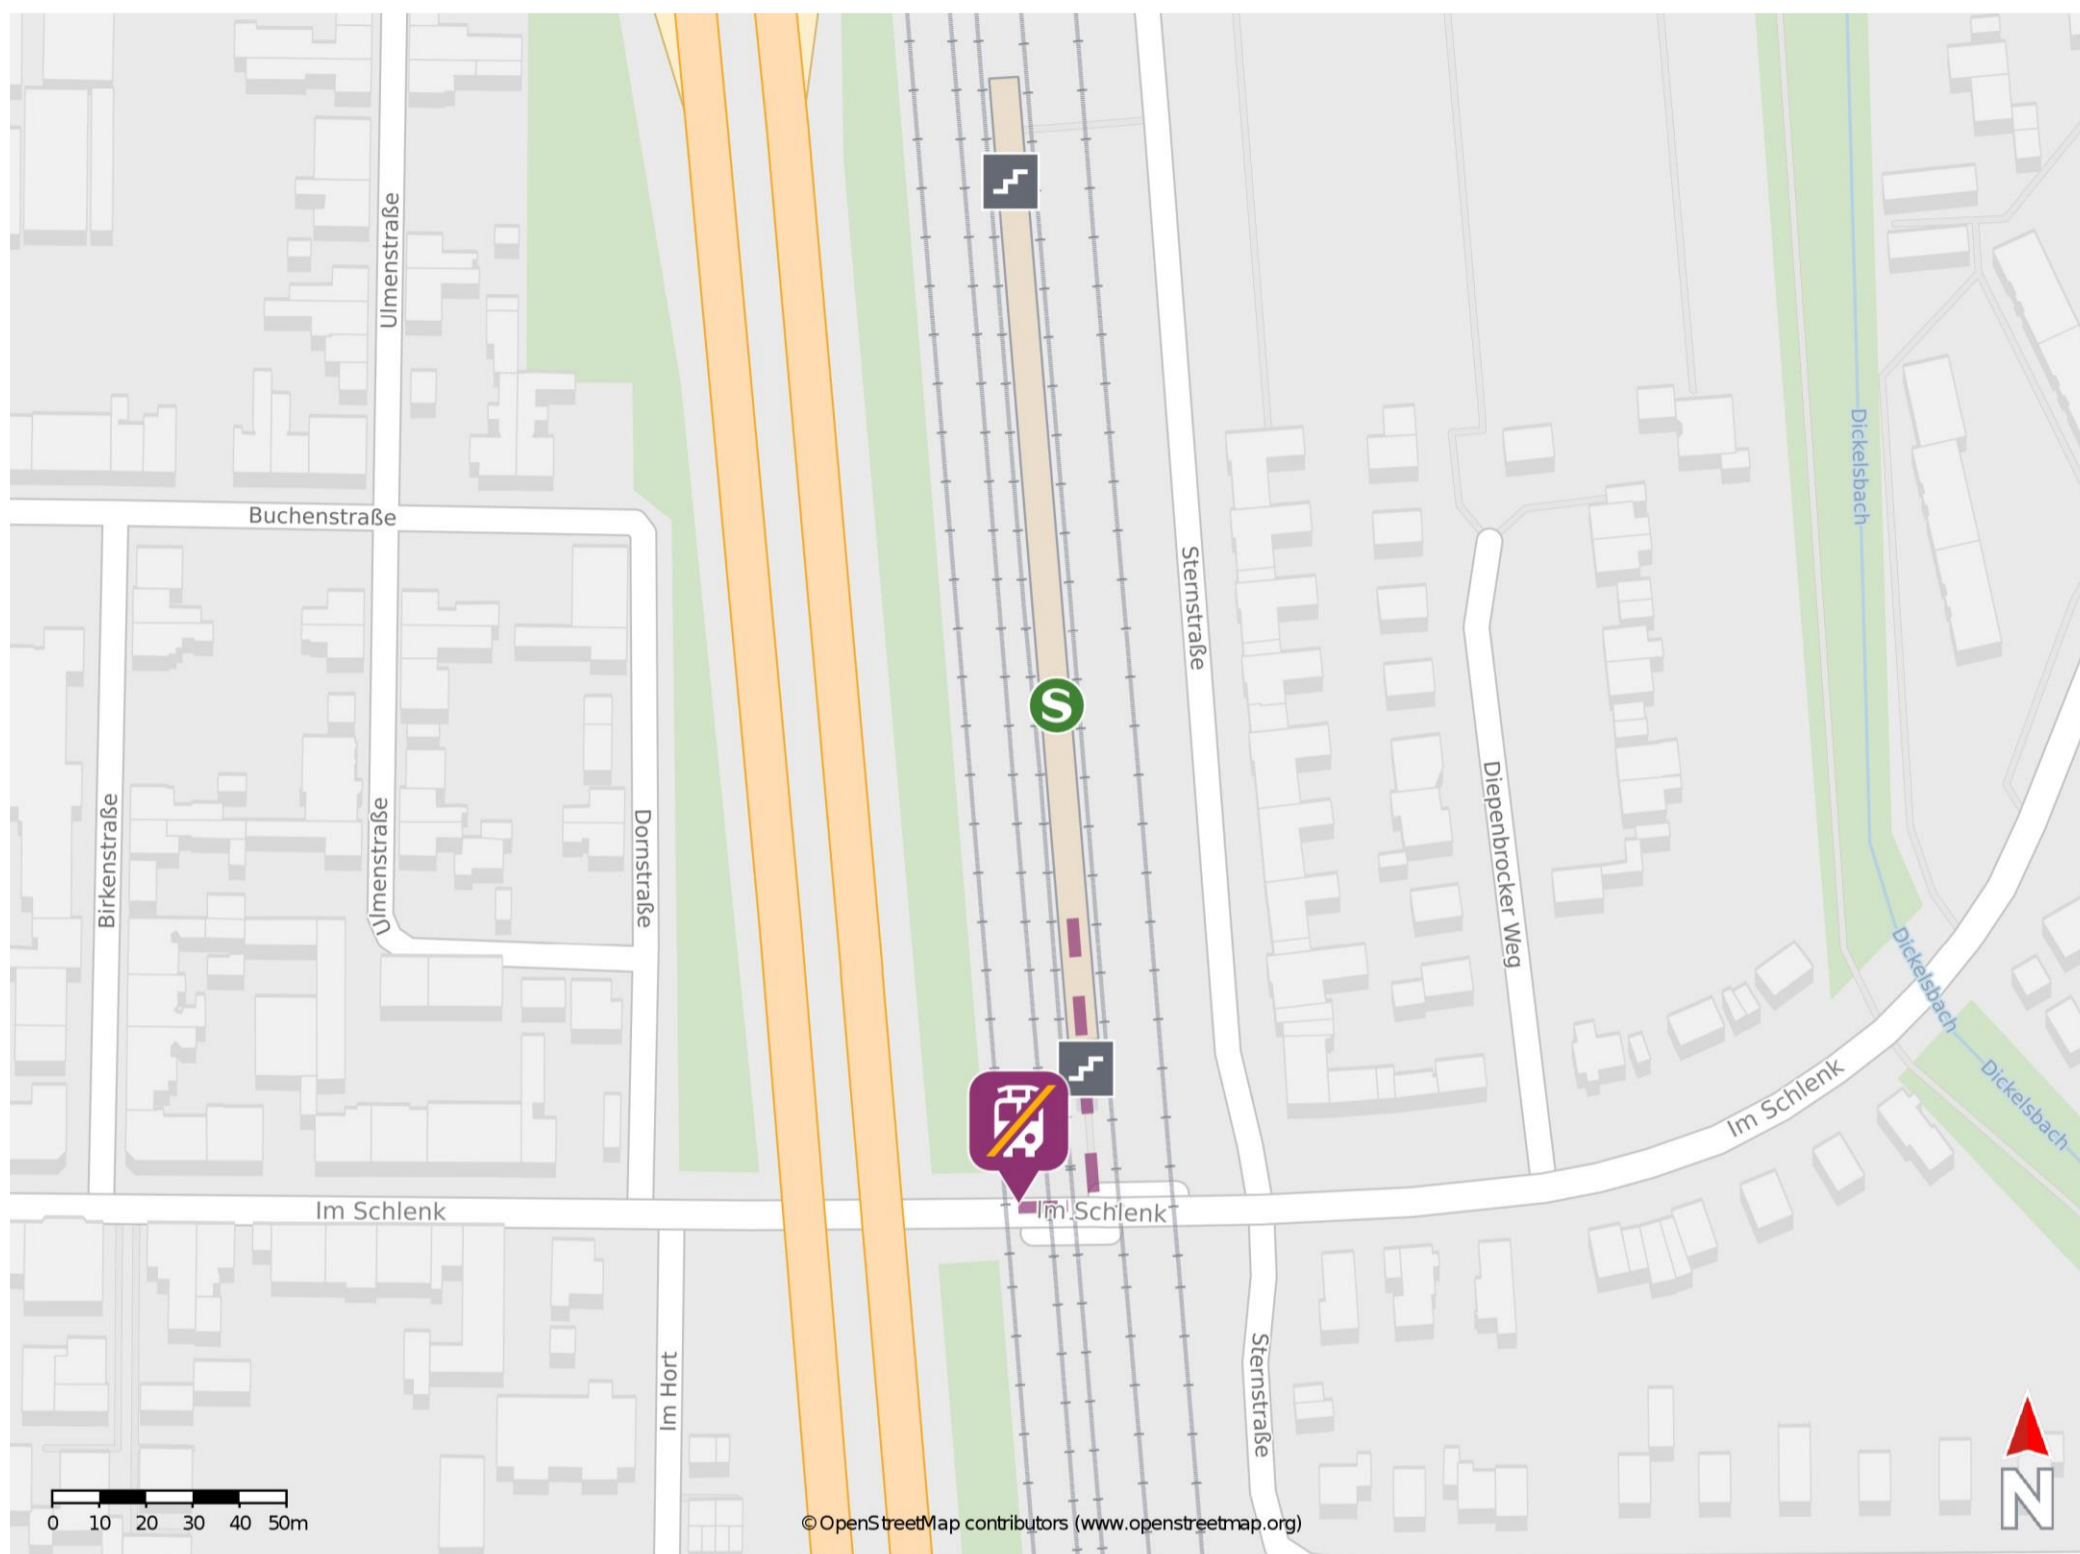 Ulmenstraße
Buchenstraße
Dickelsbach
Sternstraße
S
Birkenstraße
Ulmenstraße
Dornstraße
Diepenbrocker Weg
Dickelsbach
Dickelsbach
Im Schlenk
Im Schlenk
Im Schlenk
Im Hort
Sternstraße
0 10 20 30 40 50m
© OpenStreetMap contributors (www.openstreetmap.org)
N